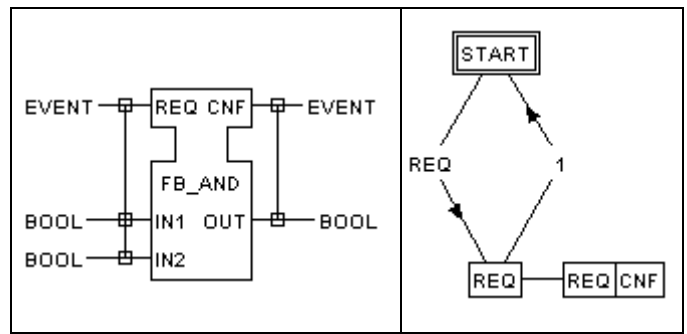 EVENT REQ CNF EVENT
FB_AND
BOOL IN1 OUT BOOL
BOOL IN2
START
REQ 1
REQ REQ CNF